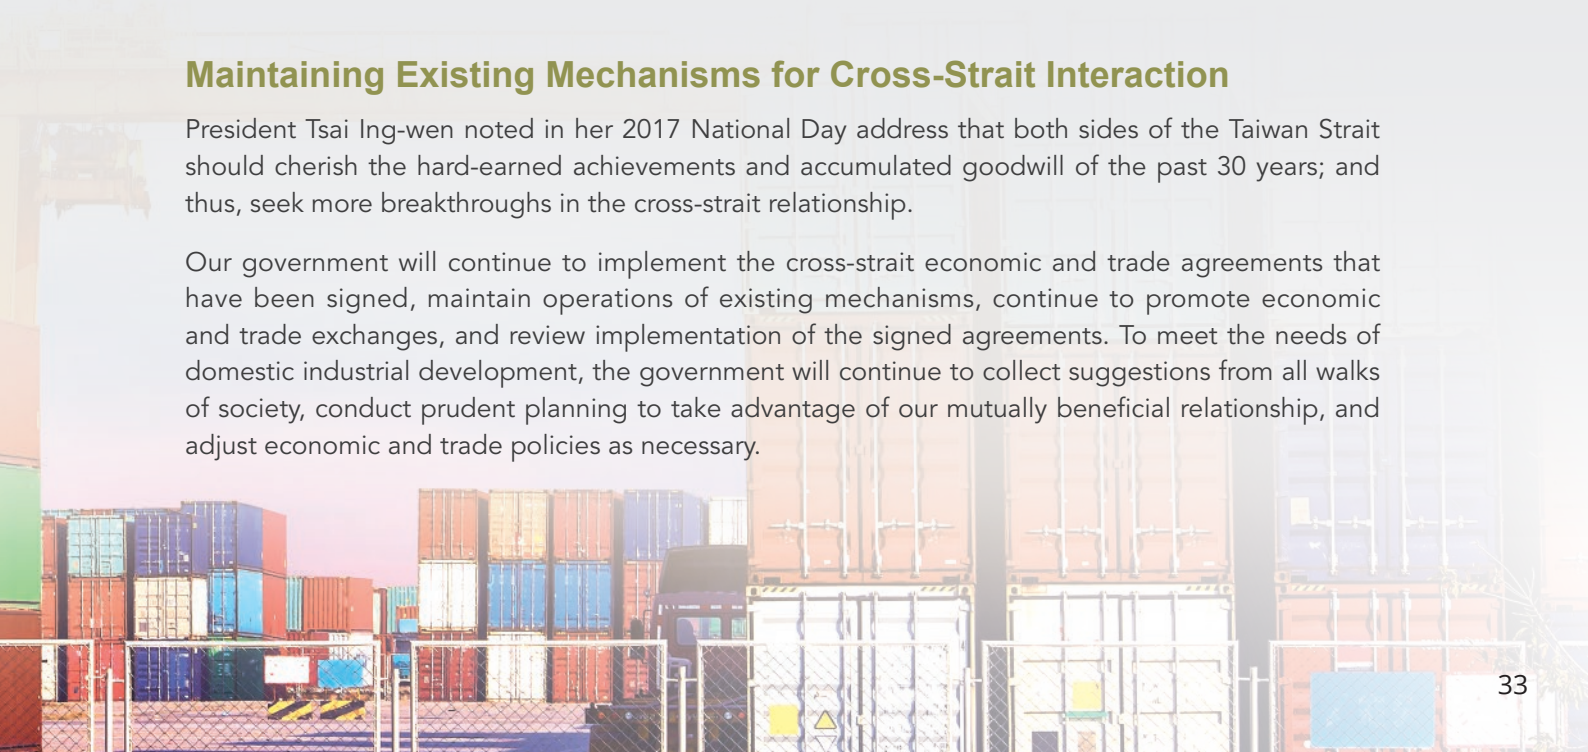 Maintaining Existing Mechanisms for Cross-Strait Interaction
President Tsai Ing-wen noted in her 2017 National Day address that both sides of the Taiwan Strait
should cherish the hard-earned achievements and accumulated goodwill of the past 30 years; and
thus, seek more breakthroughs in the cross-strait relationship.
Our government will continue to implement the cross-strait economic and trade agreements that
have been signed, maintain operations of existing mechanisms, continue to promote economic
and trade exchanges, and review implementation of the signed agreements. To meet the needs of
domestic industrial development, the government will continue to collect suggestions from all walks
of society, conduct prudent planning to take advantage of our mutually beneficial relationship, and
adjust economic and trade policies as necessary.
33